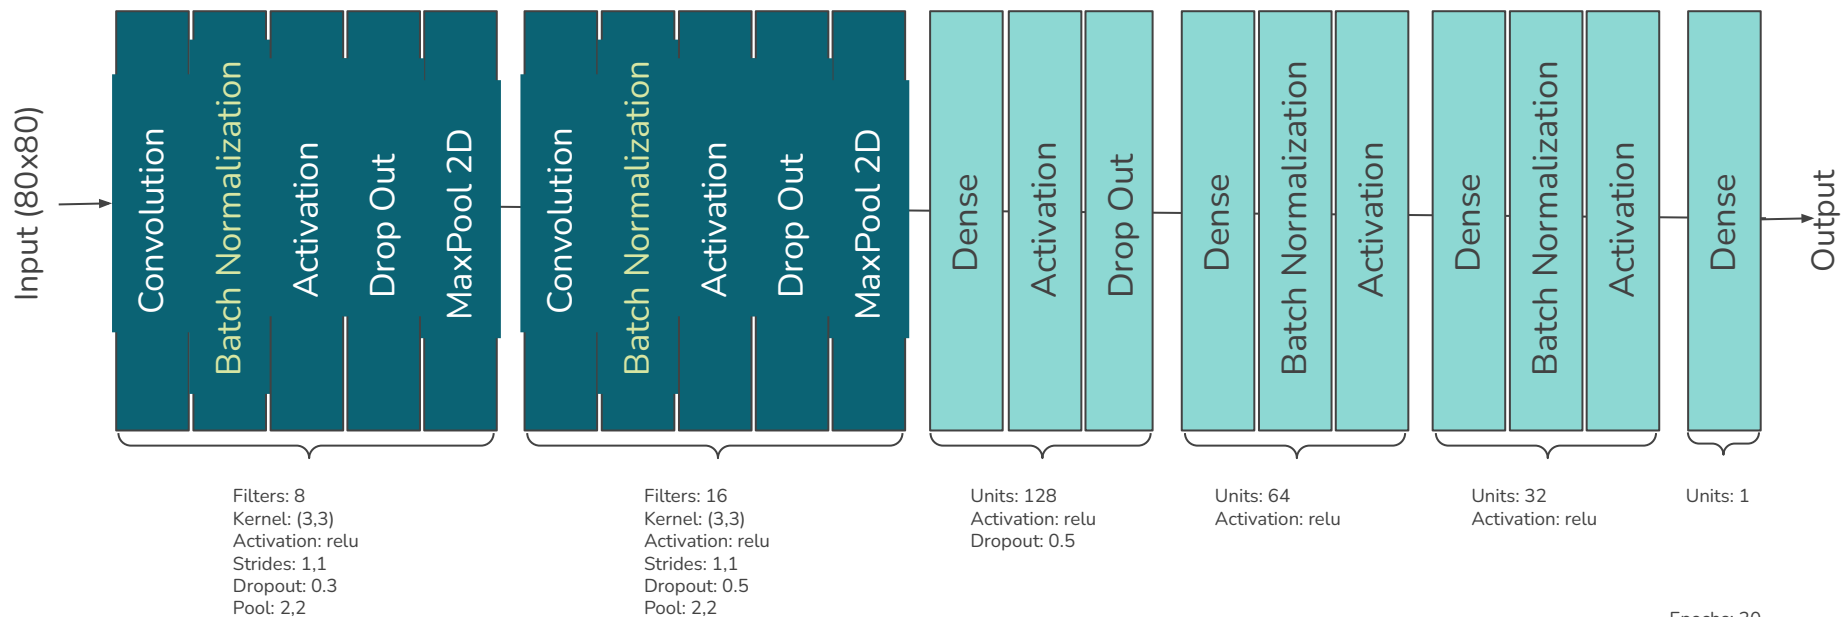 Input (80x80)
Convolution
Batch Normalization
Activation
Drop Out
MaxPool 2D
Convolution
Batch Normalization
Activation
Drop Out
MaxPool 2D
Dense
Activation
Drop Out
Dense
Batch Normalization
Activation
Dense
Batch Normalization
Activation
Dense
Output
Filters: 8
Kernel: (3,3)
Activation: relu
Strides: 1,1
Dropout: 0.3
Pool: 2,2
Filters: 16
Kernel: (3,3)
Activation: relu
Strides: 1,1
Dropout: 0.5
Pool: 2,2
Units: 128
Activation: relu
Dropout: 0.5
Units: 64
Activation: relu
Units: 32
Activation: relu
Units: 1